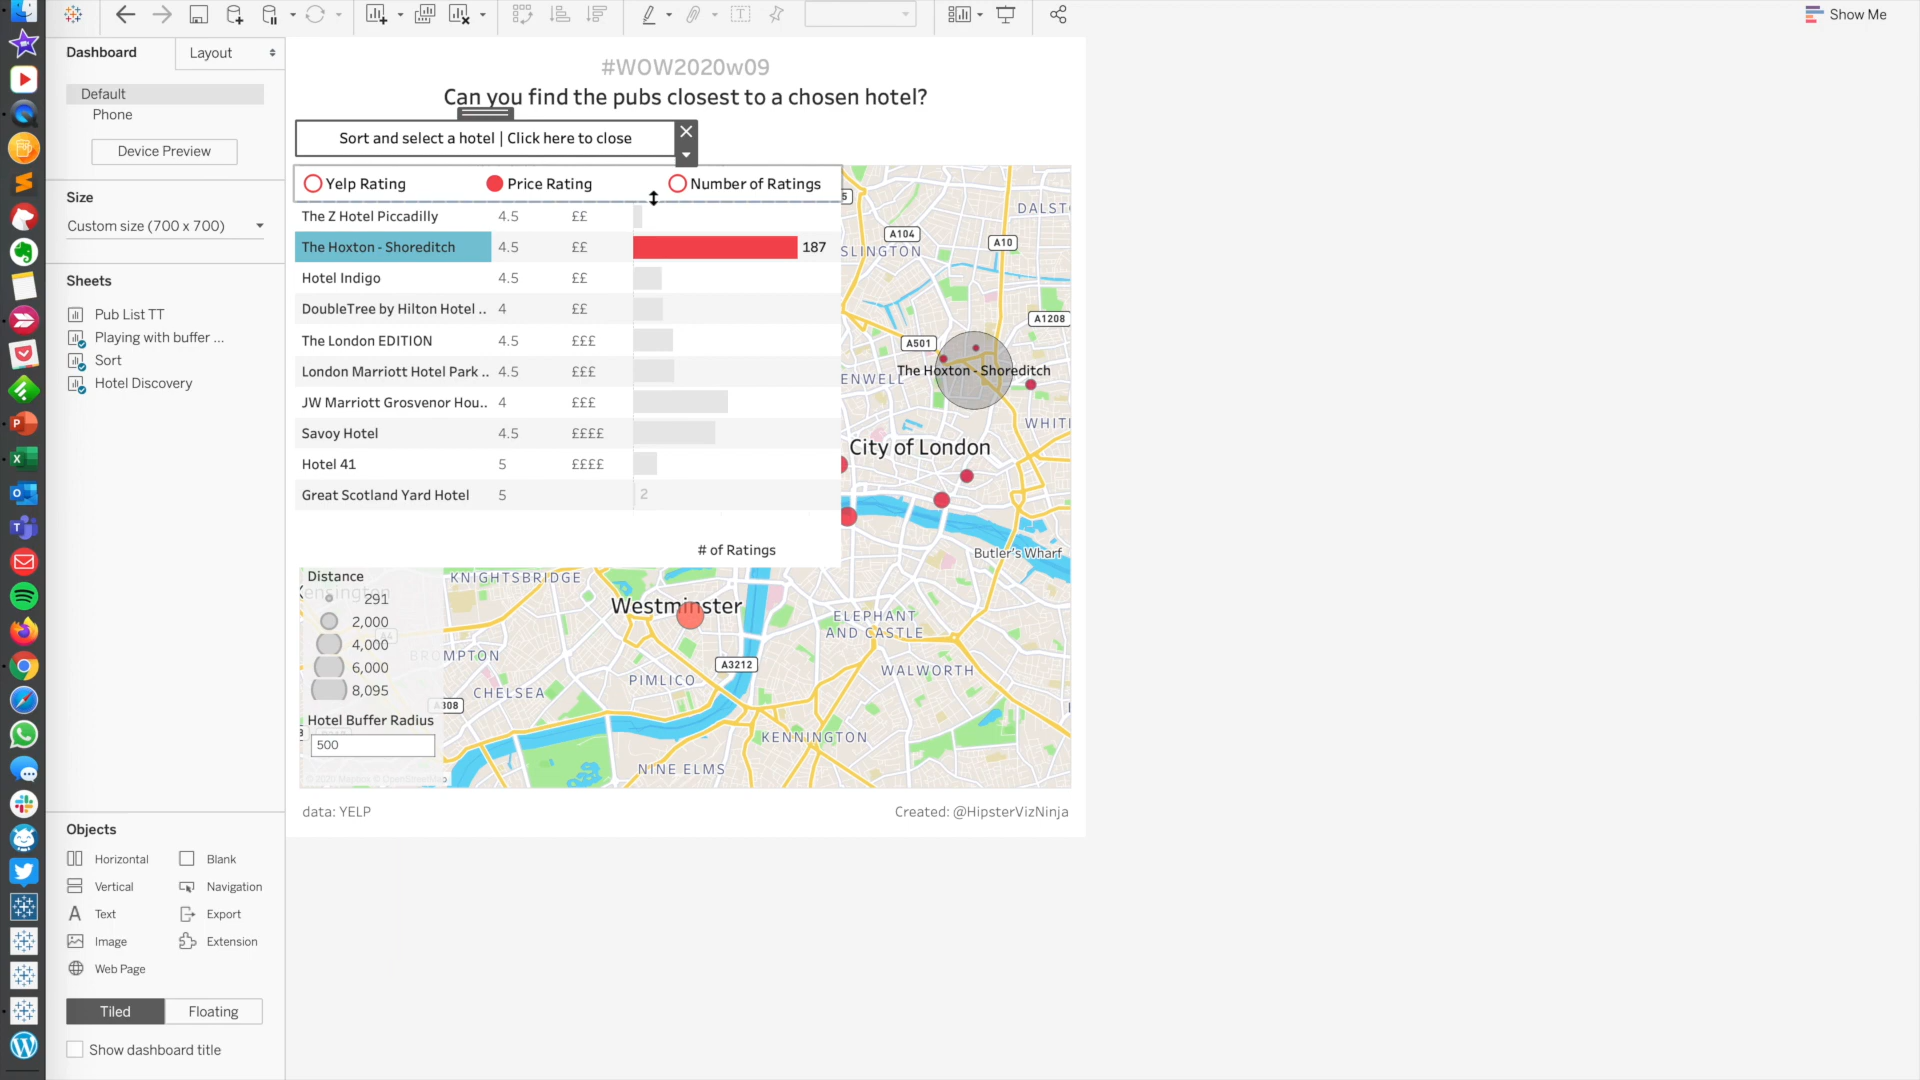 Show Me
Dashboard
Layout
Default
Phone
Device Preview
Size
Custom size (700 x 700)
Sheets
Pub List TT
Playing with buffer ...
Sort
Hotel Discovery
Objects
Horizontal
Blank
Vertical
Navigation
Text
Export
Image
Extension
Web Page
Tiled
Floating
Show dashboard title
#WOW2020w09
Can you find the pubs closest to a chosen hotel?
Sort and select a hotel | Click here to close
Yelp Rating
Price Rating
Number of Ratings
The Z Hotel Piccadilly 4.5 ££
The Hoxton - Shoreditch 4.5 ££ 187
Hotel Indigo 4.5 ££
DoubleTree by Hilton Hotel .. 4 ££
The London EDITION 4.5 £££
London Marriott Hotel Park .. 4.5 £££
JW Marriott Grosvenor Hou.. 4 £££
Savoy Hotel 4.5 ££££
Hotel 41 5 ££££
Great Scotland Yard Hotel 5 2
# of Ratings
DALST
A104
A10
SLINGTON
A1208
A501
The Hoxton - Shoreditch
ENWELL
WHITI
City of London
Butler's Wharf
Distance
291
2,000
4,000
6,000
8,095
Hotel Buffer Radius
500
KNIGHTSBRIDGE
Kensington
Westminster
ELEPHANT
AND CASTLE
A4
BROMPTON
A3212
WALWORTH
PIMLICO
CHELSEA
A308
KENNINGTON
NINE ELMS
© 2020 Mapbox © OpenStreetMap
data: YELP
Created: @HipsterVizNinja